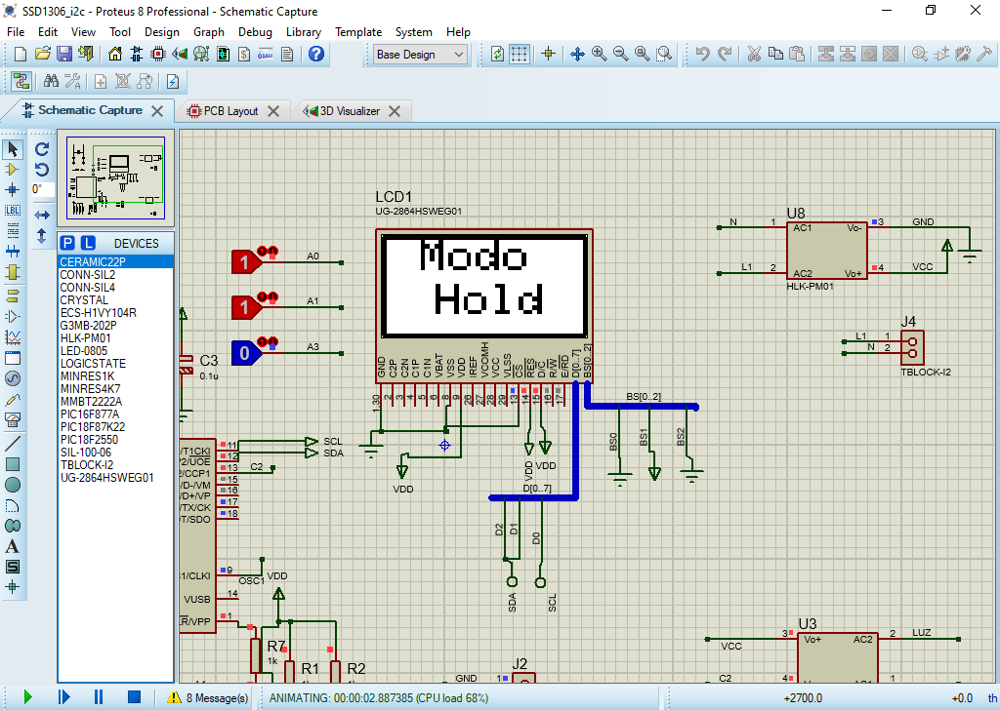 SSD1306_i2c - Proteus 8 Professional - Schematic Capture
File Edit View Tool Design Graph Debug Library Template System Help
Base Design
Schematic Capture
PCB Layout
3D Visualizer
0°
LBL
A
S
P L DEVICES
CERAMIC22P
CONN-SIL2
CONN-SIL4
CRYSTAL
ECS-H1VY104R
G3MB-202P
HLK-PM01
LED-0805
LOGICSTATE
MINRES1K
MINRES4K7
MMBT2222A
PIC16F877A
PIC18F87K22
PIC18F2550
SIL-100-06
TBLOCK-I2
UG-2864HSWEG01
LCD1
UG-2864HSWEG01
Modo
Hold
1 A0
1 A1
0 A3
GND C2P C2N C1P C1N VBAT VSS VDD IREF VCOMH VCC VLSS CS RES D/C R/W E/RD D[0..7] BS[0..2]
1,30 2 3 4 5 6 8 9 26 27 28 29 13 14 15 16 17
U8
N 1 AC1 Vo- 3 GND
L1 2 AC2 Vo+ 4 VCC
HLK-PM01
J4
L1 1
N 2
TBLOCK-I2
C3
0.1u
BS[0..2]
BS0 BS1 BS2
VDD
VDD
VDD
D[0..7]
D2 D1 D0
SDA SCL
/T1CKI 11 SCL
2/UOE 12 SDA
/CCP1 13 C2
D-/VM 15
D+/VP 16
TX/CK 17
T/SDO 18
1/CLKI 9
OSC1 VDD
VUSB 14
R/VPP 1
R7
1k
R1 R2
GND 1
J2
U3
VCC 3 Vo+ AC2 2 LUZ
C2 4 1
8 Message(s)
ANIMATING: 00:00:02.887385 (CPU load 68%)
+2700.0 +0.0 th